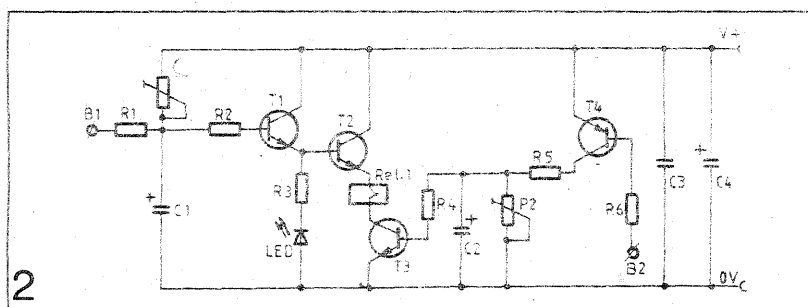 V+
T1
T2
T4
B1
R1
R2
R5
Rel.1
R3
R4
P2
C3
C4
C1
R6
C2
LED
T3
B2
0V
2